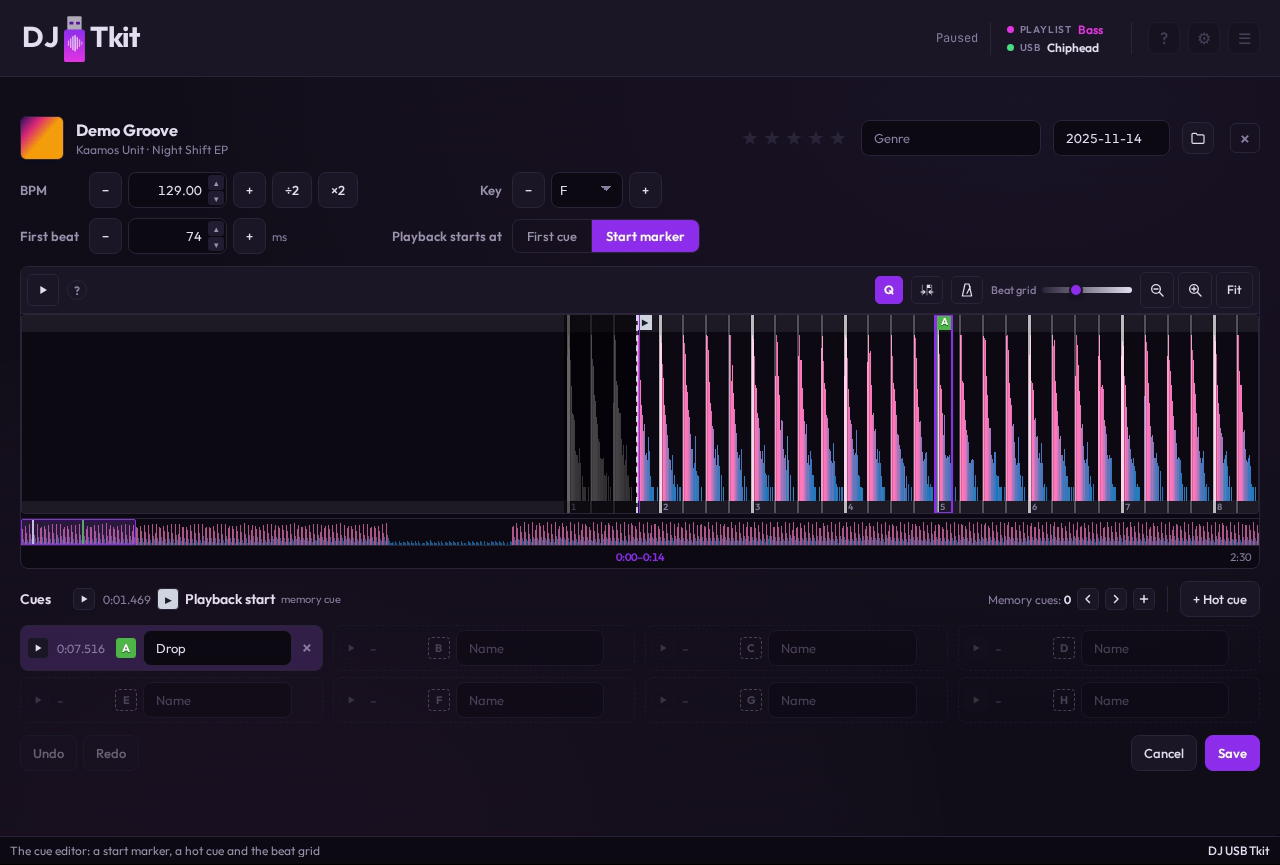 DJ Tkit
Paused
PLAYLIST Bass
USB Chiphead
?
Demo Groove
Kaamos Unit · Night Shift EP
Genre
2025-11-14
BPM − 129.00 + ÷2 ×2
Key − F +
First beat − 74 + ms
Playback starts at First cue Start marker
?
Q
Beat grid
Fit
A
1 2 3 4 5 6 7 8
0:00–0:14
2:30
Cues 0:01.469 Playback start memory cue
Memory cues: 0 + + Hot cue
0:07.516 A Drop ×
– B Name
– C Name
– D Name
– E Name
– F Name
– G Name
– H Name
Undo Redo
Cancel Save
The cue editor: a start marker, a hot cue and the beat grid
DJ USB Tkit